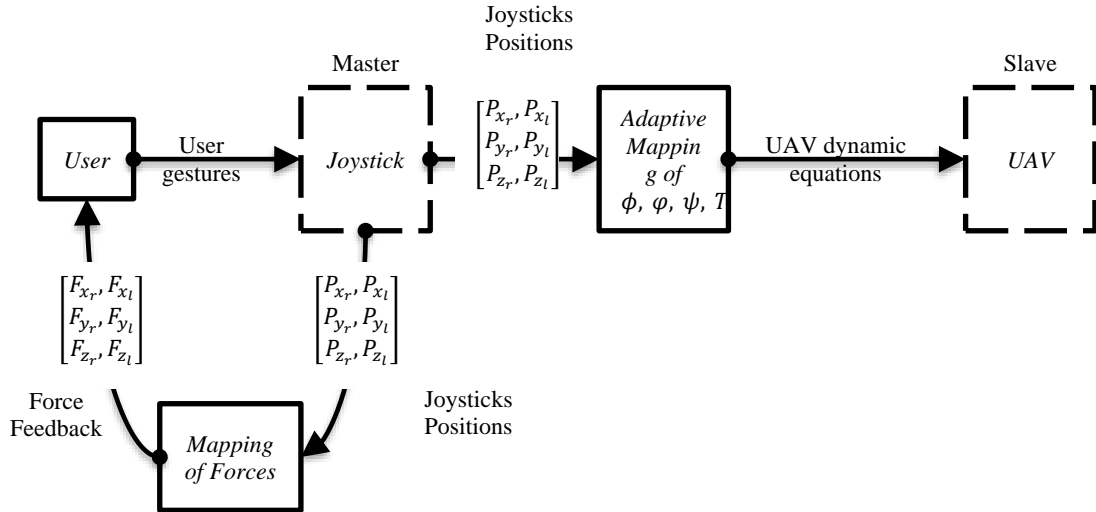 Joysticks
Positions
Master
Slave
User
User
gestures
Joystick
[P_{x_r}, P_{x_l}]
[P_{y_r}, P_{y_l}]
[P_{z_r}, P_{z_l}]
Adaptive
Mappin
g of
ϕ, φ, ψ, T
UAV dynamic
equations
UAV
[F_{x_r}, F_{x_l}]
[F_{y_r}, F_{y_l}]
[F_{z_r}, F_{z_l}]
[P_{x_r}, P_{x_l}]
[P_{y_r}, P_{y_l}]
[P_{z_r}, P_{z_l}]
Force
Feedback
Joysticks
Positions
Mapping
of Forces